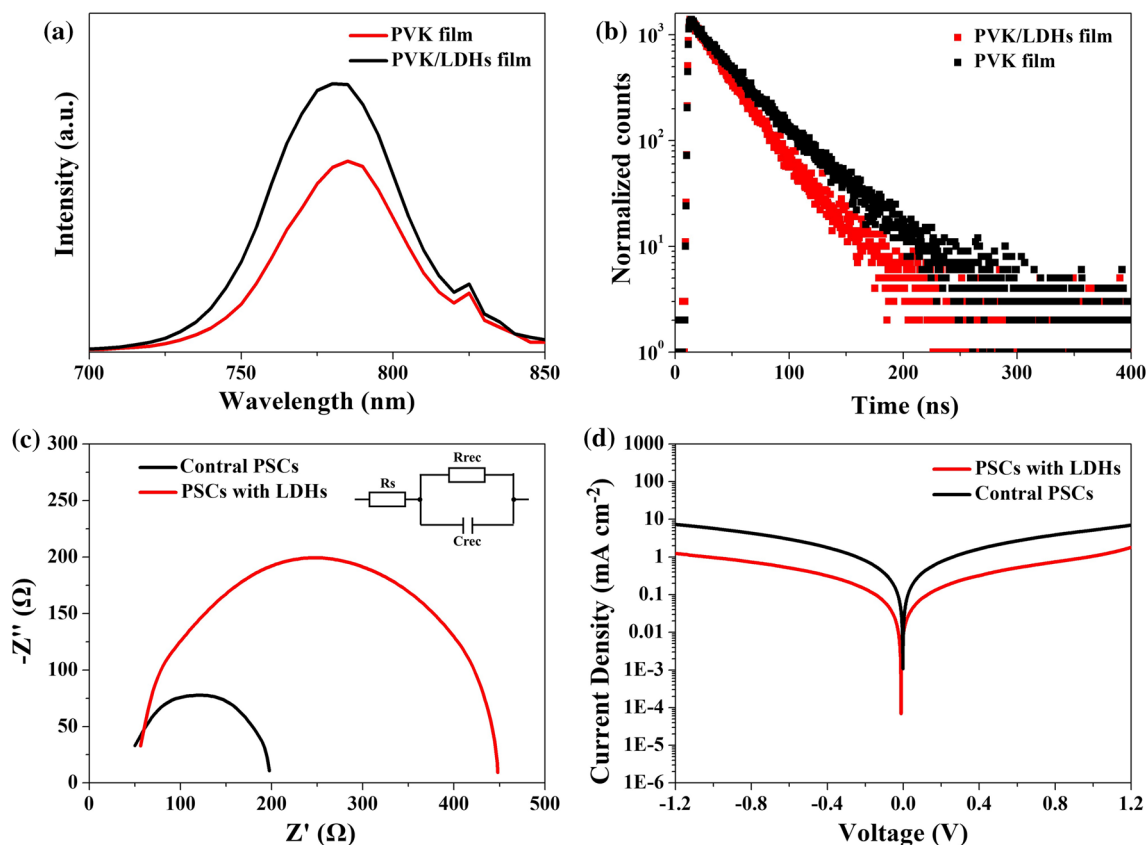 (a)
PVK film
PVK/LDHs film
Intensity (a.u.)
700 750 800 850
Wavelength (nm)
(b)
PVK/LDHs film
PVK film
Normalized counts
10³
10²
10¹
10⁰
0 100 200 300 400
Time (ns)
(c)
Contral PSCs
PSCs with LDHs
Rs
Rrec
Crec
-Z'' (Ω)
300
250
200
150
100
50
0
0 100 200 300 400 500
Z' (Ω)
(d)
PSCs with LDHs
Contral PSCs
Current Density (mA cm⁻²)
1000
100
10
1
0.1
0.01
1E-3
1E-4
1E-5
1E-6
-1.2 -0.8 -0.4 0.0 0.4 0.8 1.2
Voltage (V)